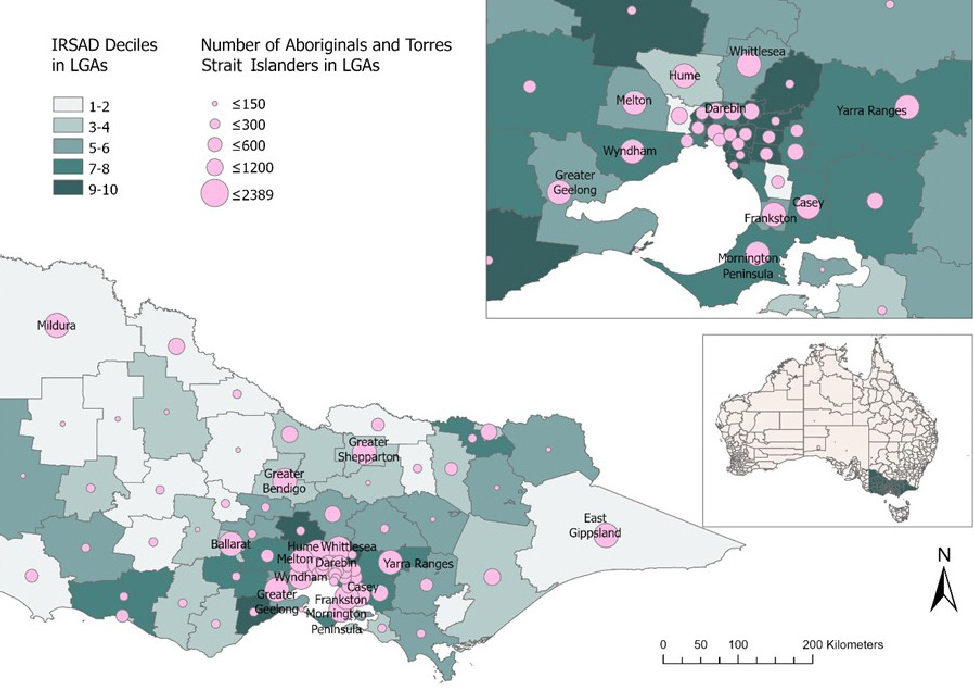 IRSAD Deciles
in LGAs
1-2
3-4
5-6
7-8
9-10
Number of Aboriginals and Torres
Strait Islanders in LGAs
≤150
≤300
≤600
≤1200
≤2389
Whittlesea
Hume
Melton
Darebin
Yarra Ranges
Wyndham
Greater
Geelong
Casey
Frankston
Mornington
Peninsula
Mildura
Greater
Shepparton
Greater
Bendigo
East
Gippsland
Ballarat
Hume Whittlesea
Melton
Darebin
Yarra Ranges
Wyndham
Casey
Greater
Geelong
Frankston
Mornington
Peninsula
N
0 50 100 200 Kilometers